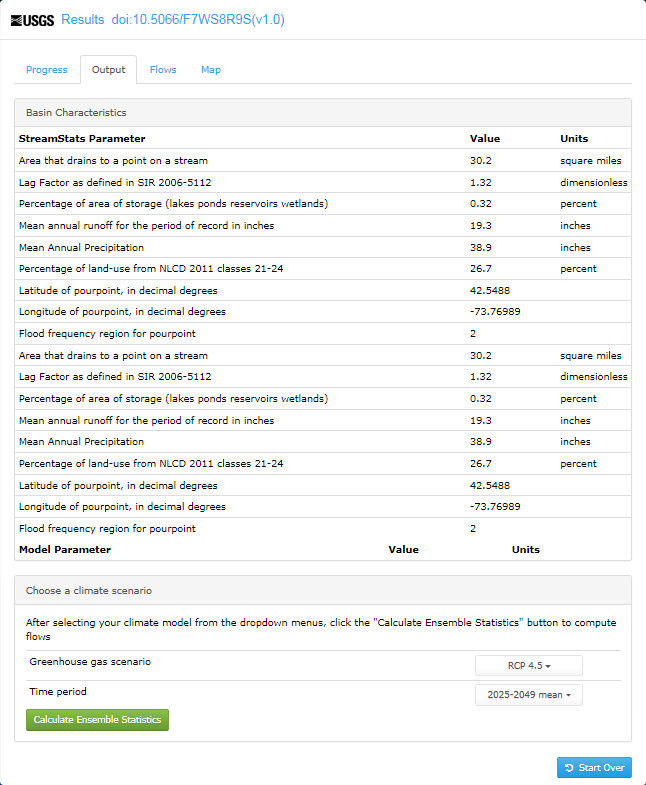 USGS Results doi:10.5066/F7WS8R9S(v1.0)
Progress Output Flows Map
Basin Characteristics
StreamStats Parameter Value Units
Area that drains to a point on a stream 30.2 square miles
Lag Factor as defined in SIR 2006-5112 1.32 dimensionless
Percentage of area of storage (lakes ponds reservoirs wetlands) 0.32 percent
Mean annual runoff for the period of record in inches 19.3 inches
Mean Annual Precipitation 38.9 inches
Percentage of land-use from NLCD 2011 classes 21-24 26.7 percent
Latitude of pourpoint, in decimal degrees 42.5488
Longitude of pourpoint, in decimal degrees -73.76989
Flood frequency region for pourpoint 2
Area that drains to a point on a stream 30.2 square miles
Lag Factor as defined in SIR 2006-5112 1.32 dimensionless
Percentage of area of storage (lakes ponds reservoirs wetlands) 0.32 percent
Mean annual runoff for the period of record in inches 19.3 inches
Mean Annual Precipitation 38.9 inches
Percentage of land-use from NLCD 2011 classes 21-24 26.7 percent
Latitude of pourpoint, in decimal degrees 42.5488
Longitude of pourpoint, in decimal degrees -73.76989
Flood frequency region for pourpoint 2
Model Parameter Value Units
Choose a climate scenario
After selecting your climate model from the dropdown menus, click the "Calculate Ensemble Statistics" button to compute
flows
Greenhouse gas scenario RCP 4.5
Time period 2025-2049 mean
Calculate Ensemble Statistics
Start Over